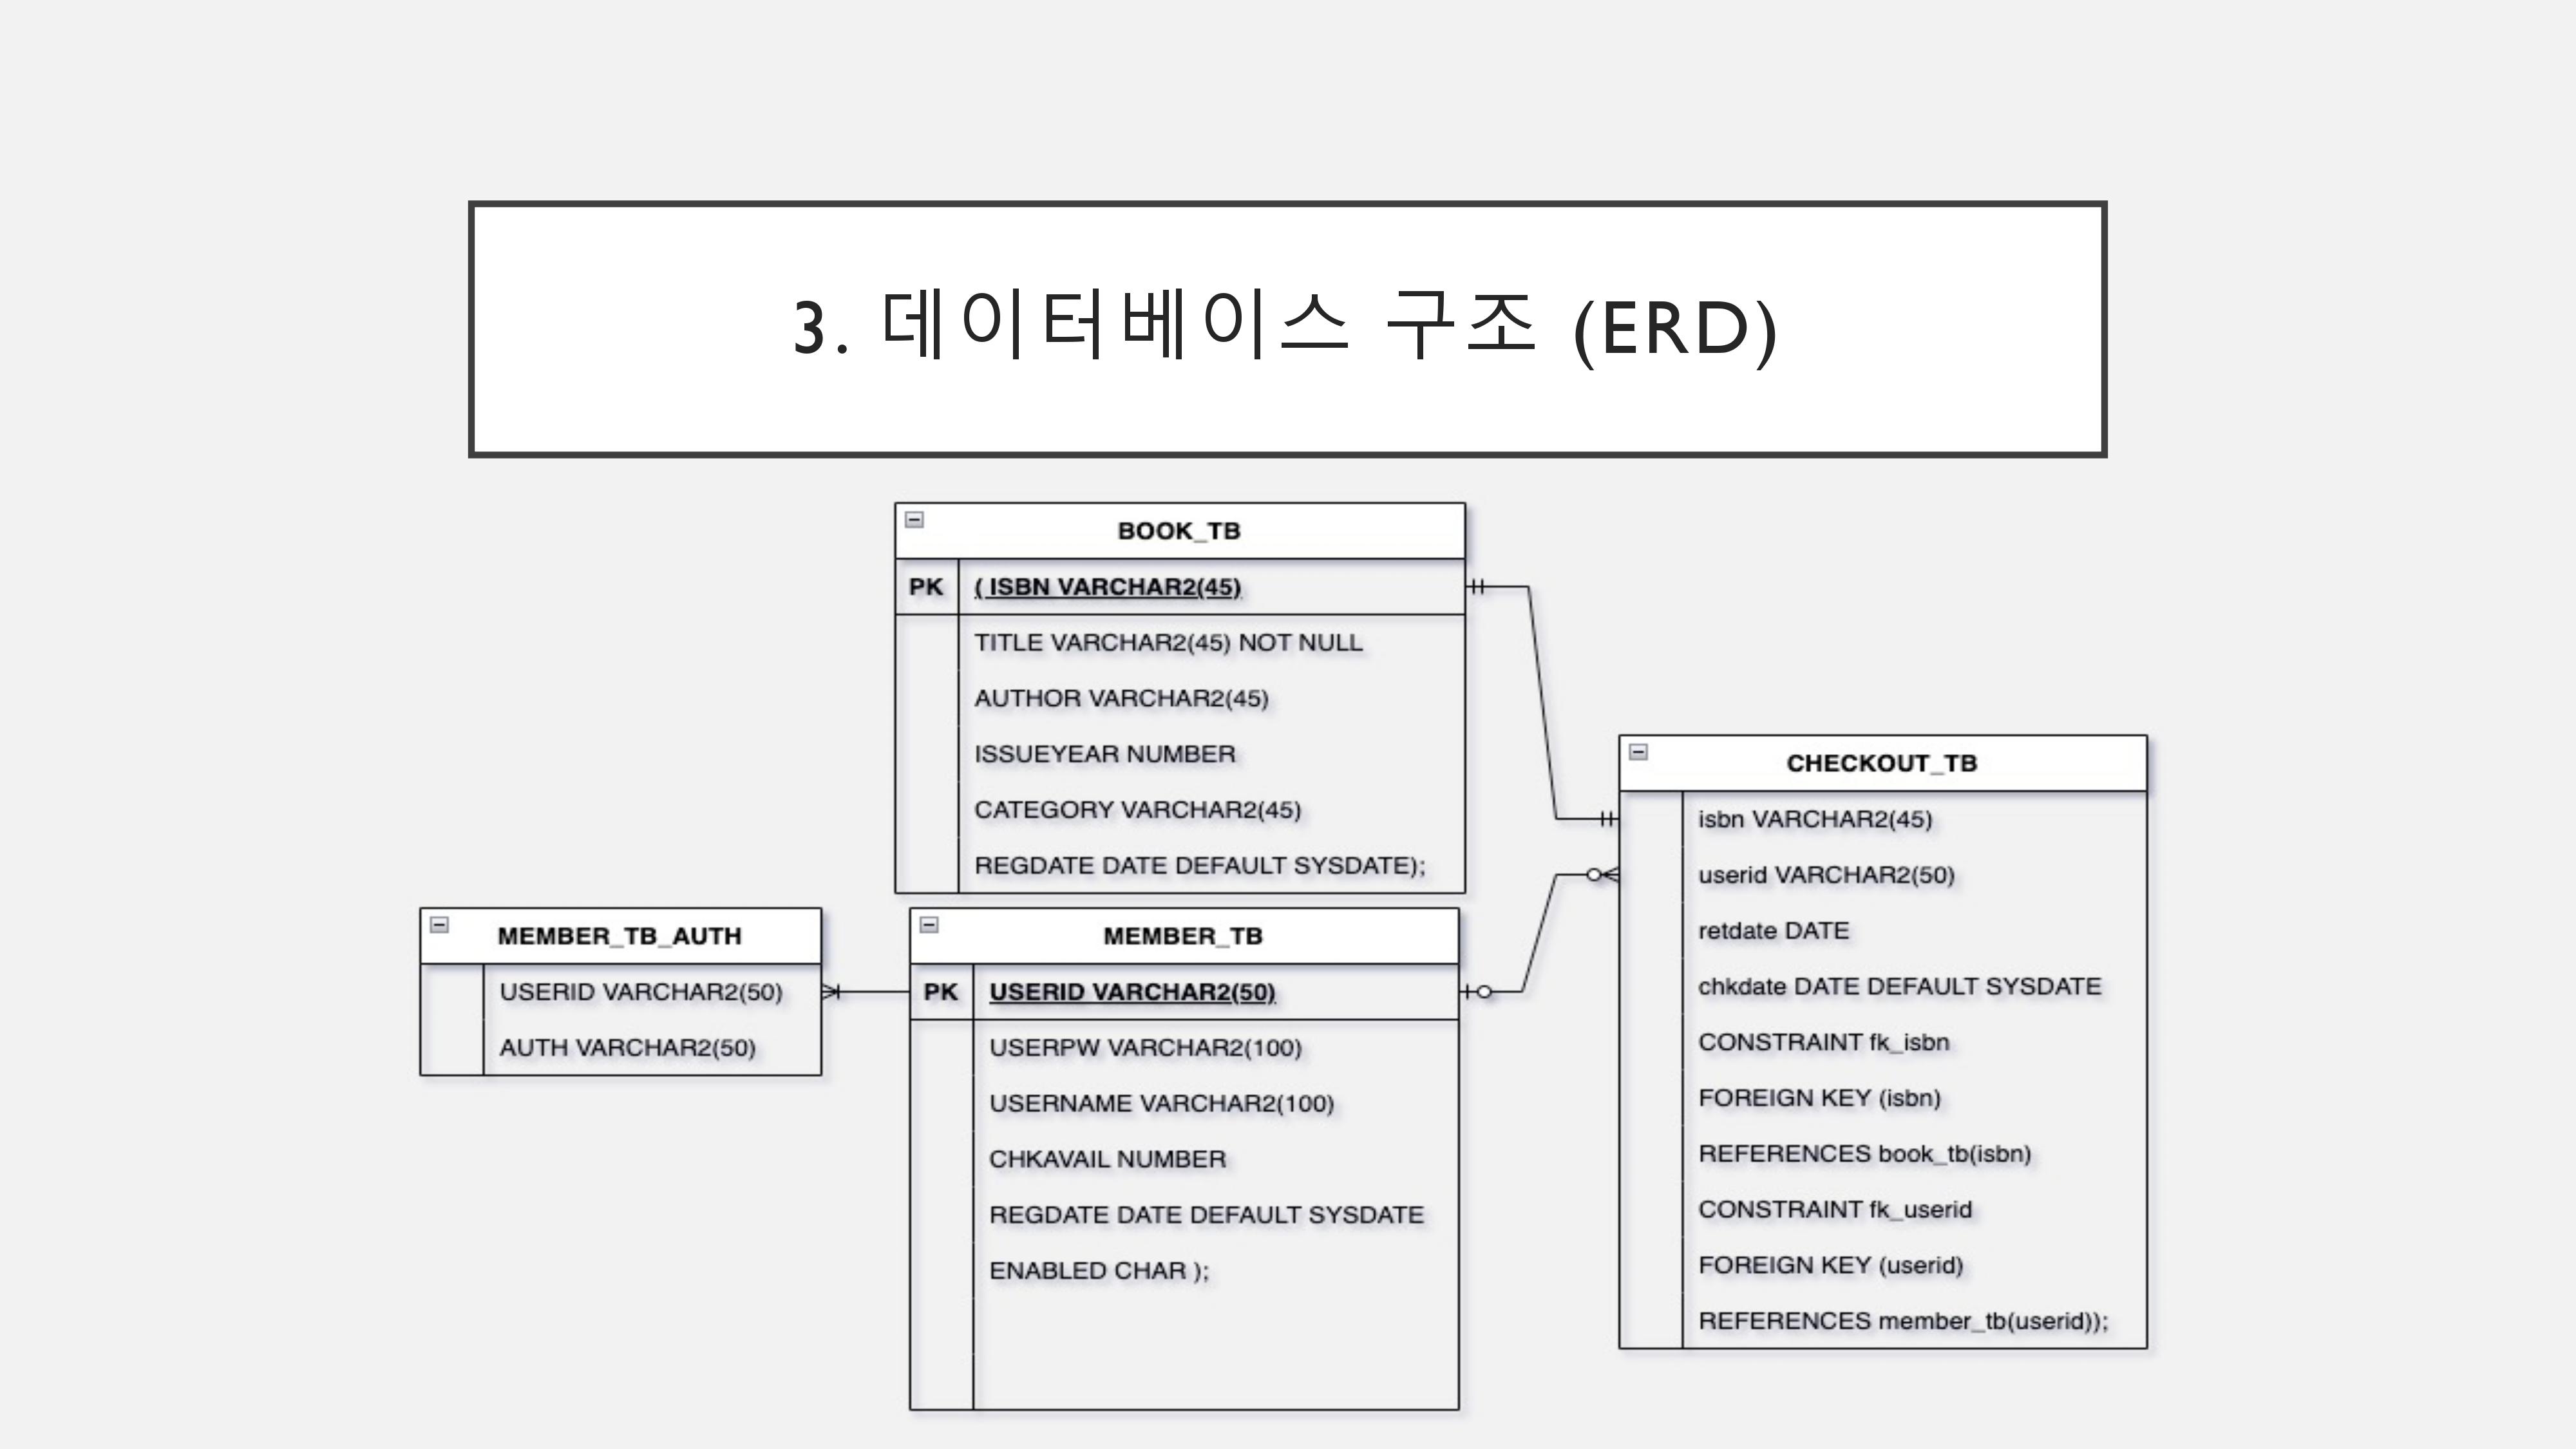 3. 데이터베이스 구조 (ERD)
BOOK_TB
PK ( ISBN VARCHAR2(45)
TITLE VARCHAR2(45) NOT NULL
AUTHOR VARCHAR2(45)
ISSUEYEAR NUMBER
CATEGORY VARCHAR2(45)
REGDATE DATE DEFAULT SYSDATE);
MEMBER_TB_AUTH
USERID VARCHAR2(50)
AUTH VARCHAR2(50)
MEMBER_TB
PK USERID VARCHAR2(50)
USERPW VARCHAR2(100)
USERNAME VARCHAR2(100)
CHKAVAIL NUMBER
REGDATE DATE DEFAULT SYSDATE
ENABLED CHAR );
CHECKOUT_TB
isbn VARCHAR2(45)
userid VARCHAR2(50)
retdate DATE
chkdate DATE DEFAULT SYSDATE
CONSTRAINT fk_isbn
FOREIGN KEY (isbn)
REFERENCES book_tb(isbn)
CONSTRAINT fk_userid
FOREIGN KEY (userid)
REFERENCES member_tb(userid));